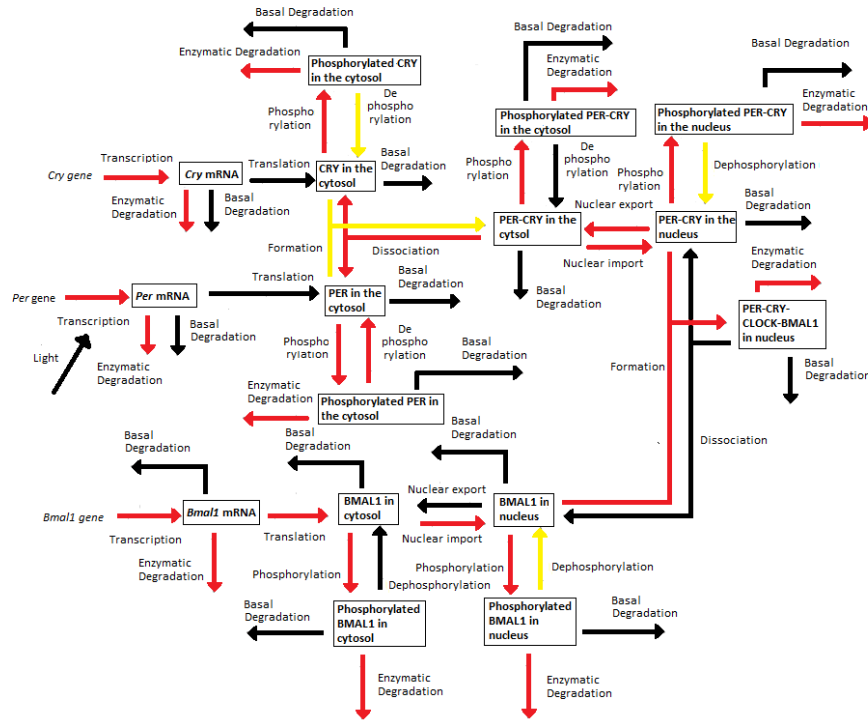 Basal Degradation
Enzymatic Degradation
Phosphorylated CRY
in the cytosol
Phospho
rylation
De
phospho
rylation
Basal Degradation
Enzymatic
Degradation
Phosphorylated PER-CRY
in the cytosol
Basal Degradation
Enzymatic
Degradation
Phosphorylated PER-CRY
in the nucleus
Transcription
Cry gene
Cry mRNA
Translation
CRY in the
cytosol
Basal
Degradation
Enzymatic
Degradation
Basal
Degradation
Phospho
rylation
De
phospho
rylation
Phospho
rylation
Dephosphorylation
PER-CRY in the
cytsol
Nuclear export
Nuclear import
PER-CRY in the
nucleus
Basal
Degradation
Formation
Dissociation
Basal
Degradation
Enzymatic
Degradation
PER-CRY-
CLOCK-BMAL1
in nucleus
Basal
Degradation
Per gene
Per mRNA
Translation
PER in the
cytosol
Basal
Degradation
Transcription
Basal
Degradation
Light
Enzymatic
Degradation
Phospho
rylation
De
phospho
rylation
Basal
Degradation
Enzymatic
Degradation
Phosphorylated PER in
the cytosol
Formation
Dissociation
Basal
Degradation
Basal
Degradation
Basal
Degradation
Bmal1 gene
Bmal1 mRNA
BMAL1 in
cytosol
Nuclear export
Nuclear import
BMAL1 in
nucleus
Transcription
Translation
Enzymatic
Degradation
Phosphorylation
Dephosphorylation
Phosphorylation
Dephosphorylation
Basal
Degradation
Phosphorylated
BMAL1 in
cytosol
Phosphorylated
BMAL1 in
nucleus
Basal
Degradation
Enzymatic
Degradation
Enzymatic
Degradation